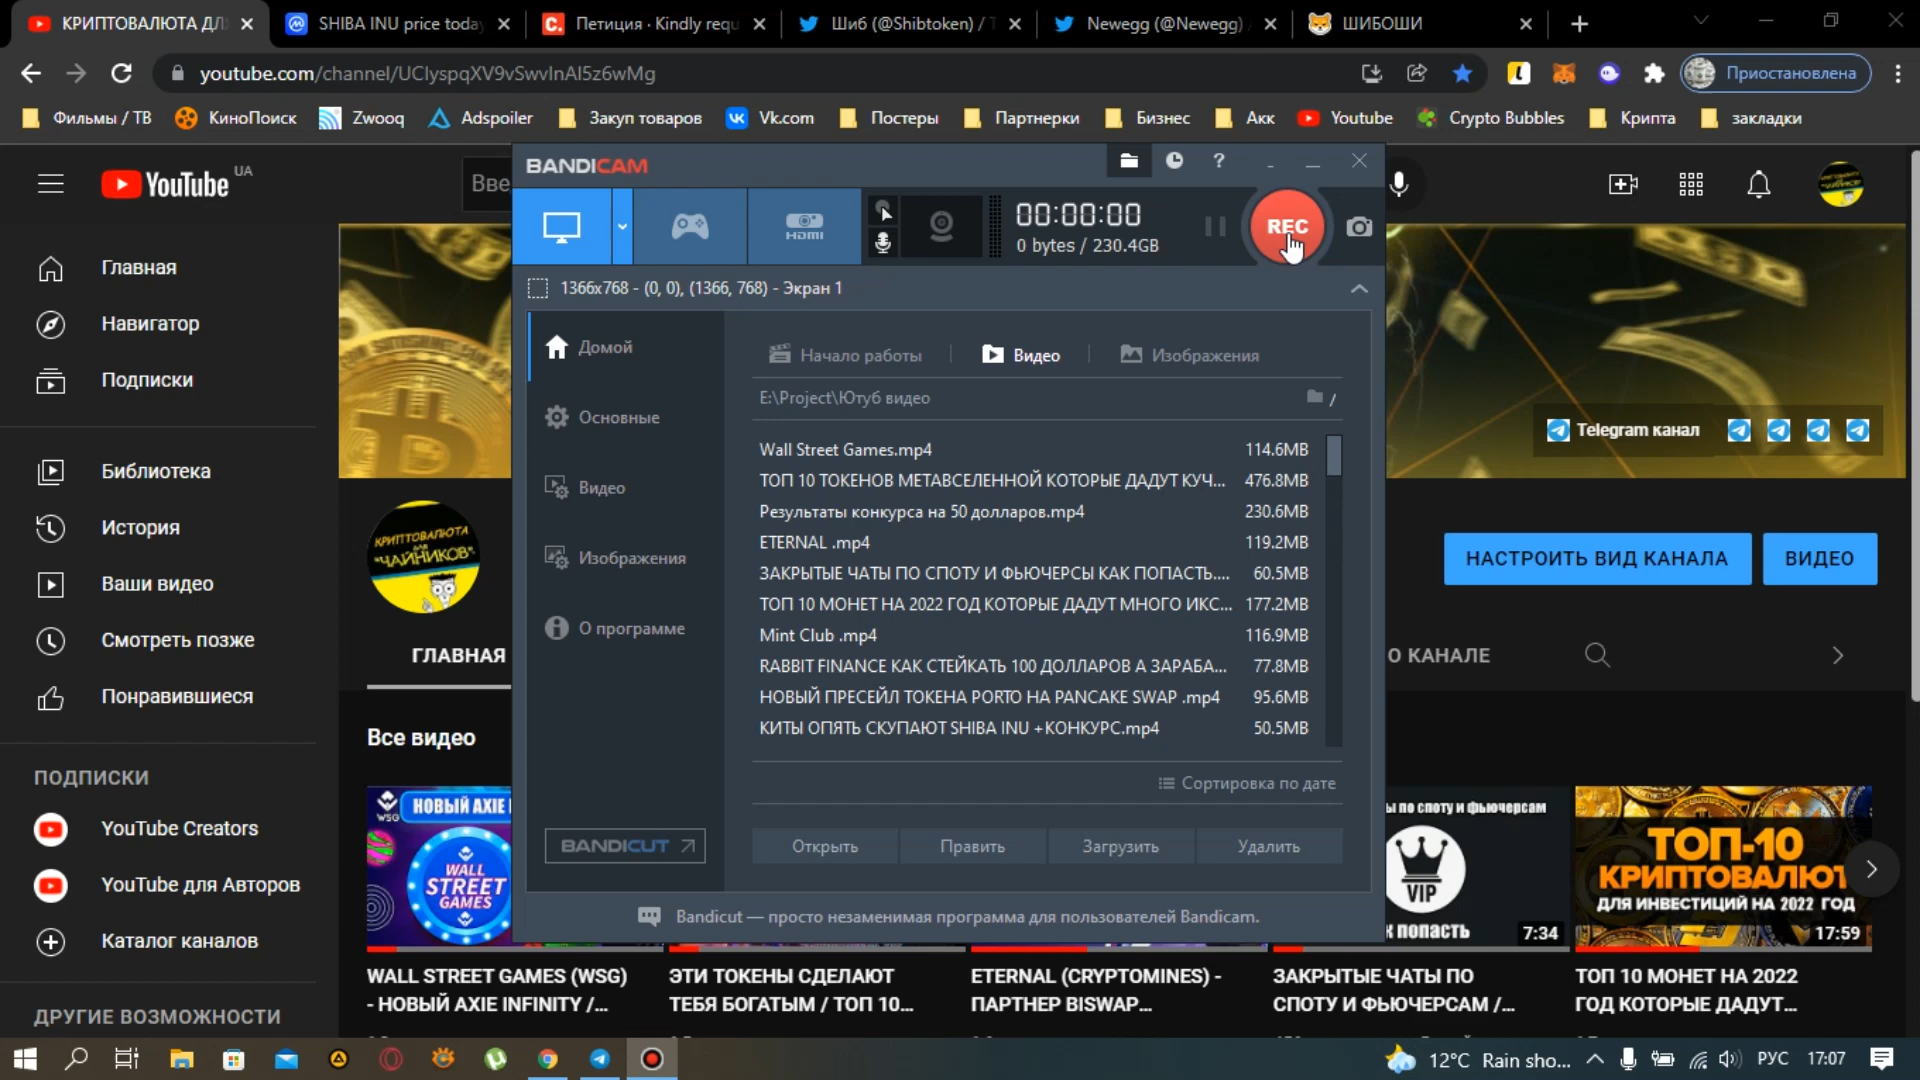 КРИПТОВАЛЮТА ДЛ
SHIBA INU price today
Петиция · Kindly requ
Шиб (@Shibtoken) / T
Newegg (@Newegg) /
ШИБОШИ
youtube.com/channel/UCIyspqXV9vSwvInAI5z6wMg
Приостановлена
Фильмы / ТВ
КиноПоиск
Zwooq
Adspoiler
Закуп товаров
Vk.com
Постеры
Партнерки
Бизнес
Акк
Youtube
Crypto Bubbles
Крипта
закладки
YouTube UA
Вве
BANDICAM
HDMI
00:00:00
0 bytes / 230.4GB
REC
1366x768 - (0, 0), (1366, 768) - Экран 1
Главная
Навигатор
Подписки
Библиотека
История
Ваши видео
Смотреть позже
Понравившиеся
ПОДПИСКИ
YouTube Creators
YouTube для Авторов
Каталог каналов
ДРУГИЕ ВОЗМОЖНОСТИ
Домой
Основные
Видео
Изображения
О программе
BANDICUT
Начало работы
Видео
Изображения
E:\Project\Ютуб видео
/
Wall Street Games.mp4 114.6MB
ТОП 10 ТОКЕНОВ МЕТАВСЕЛЕННОЙ КОТОРЫЕ ДАДУТ КУЧ... 476.8MB
Результаты конкурса на 50 долларов.mp4 230.6MB
ETERNAL .mp4 119.2MB
ЗАКРЫТЫЕ ЧАТЫ ПО СПОТУ И ФЬЮЧЕРСЫ КАК ПОПАСТЬ.... 60.5MB
ТОП 10 МОНЕТ НА 2022 ГОД КОТОРЫЕ ДАДУТ МНОГО ИКС... 177.2MB
Mint Club .mp4 116.9MB
RABBIT FINANCE КАК СТЕЙКАТЬ 100 ДОЛЛАРОВ А ЗАРАБА... 77.8MB
НОВЫЙ ПРЕСЕЙЛ ТОКЕНА PORTO НА PANCAKE SWAP .mp4 95.6MB
КИТЫ ОПЯТЬ СКУПАЮТ SHIBA INU +КОНКУРС.mp4 50.5MB
Сортировка по дате
Открыть
Править
Загрузить
Удалить
Bandicut — просто незаменимая программа для пользователей Bandicam.
Telegram канал
НАСТРОИТЬ ВИД КАНАЛА
ВИДЕО
КРИПТОВАЛЮТА
ДЛЯ
"ЧАЙНИКОВ"
ГЛАВНАЯ
О КАНАЛЕ
Все видео
WSG
НОВЫЙ AXIE I
WALL
STREET
GAMES
ы по споту и фьючерсам
VIP
к попасть
7:34
ТОП-10
КРИПТОВАЛЮТ
ДЛЯ ИНВЕСТИЦИЙ НА 2022 ГОД
17:59
WALL STREET GAMES (WSG)
- НОВЫЙ AXIE INFINITY /...
ЭТИ ТОКЕНЫ СДЕЛАЮТ
ТЕБЯ БОГАТЫМ / ТОП 10...
ETERNAL (CRYPTOMINES) -
ПАРТНЕР BISWAP...
ЗАКРЫТЫЕ ЧАТЫ ПО
СПОТУ И ФЬЮЧЕРСАМ /...
ТОП 10 МОНЕТ НА 2022
ГОД КОТОРЫЕ ДАДУТ...
12°C Rain sho...
РУС
17:07